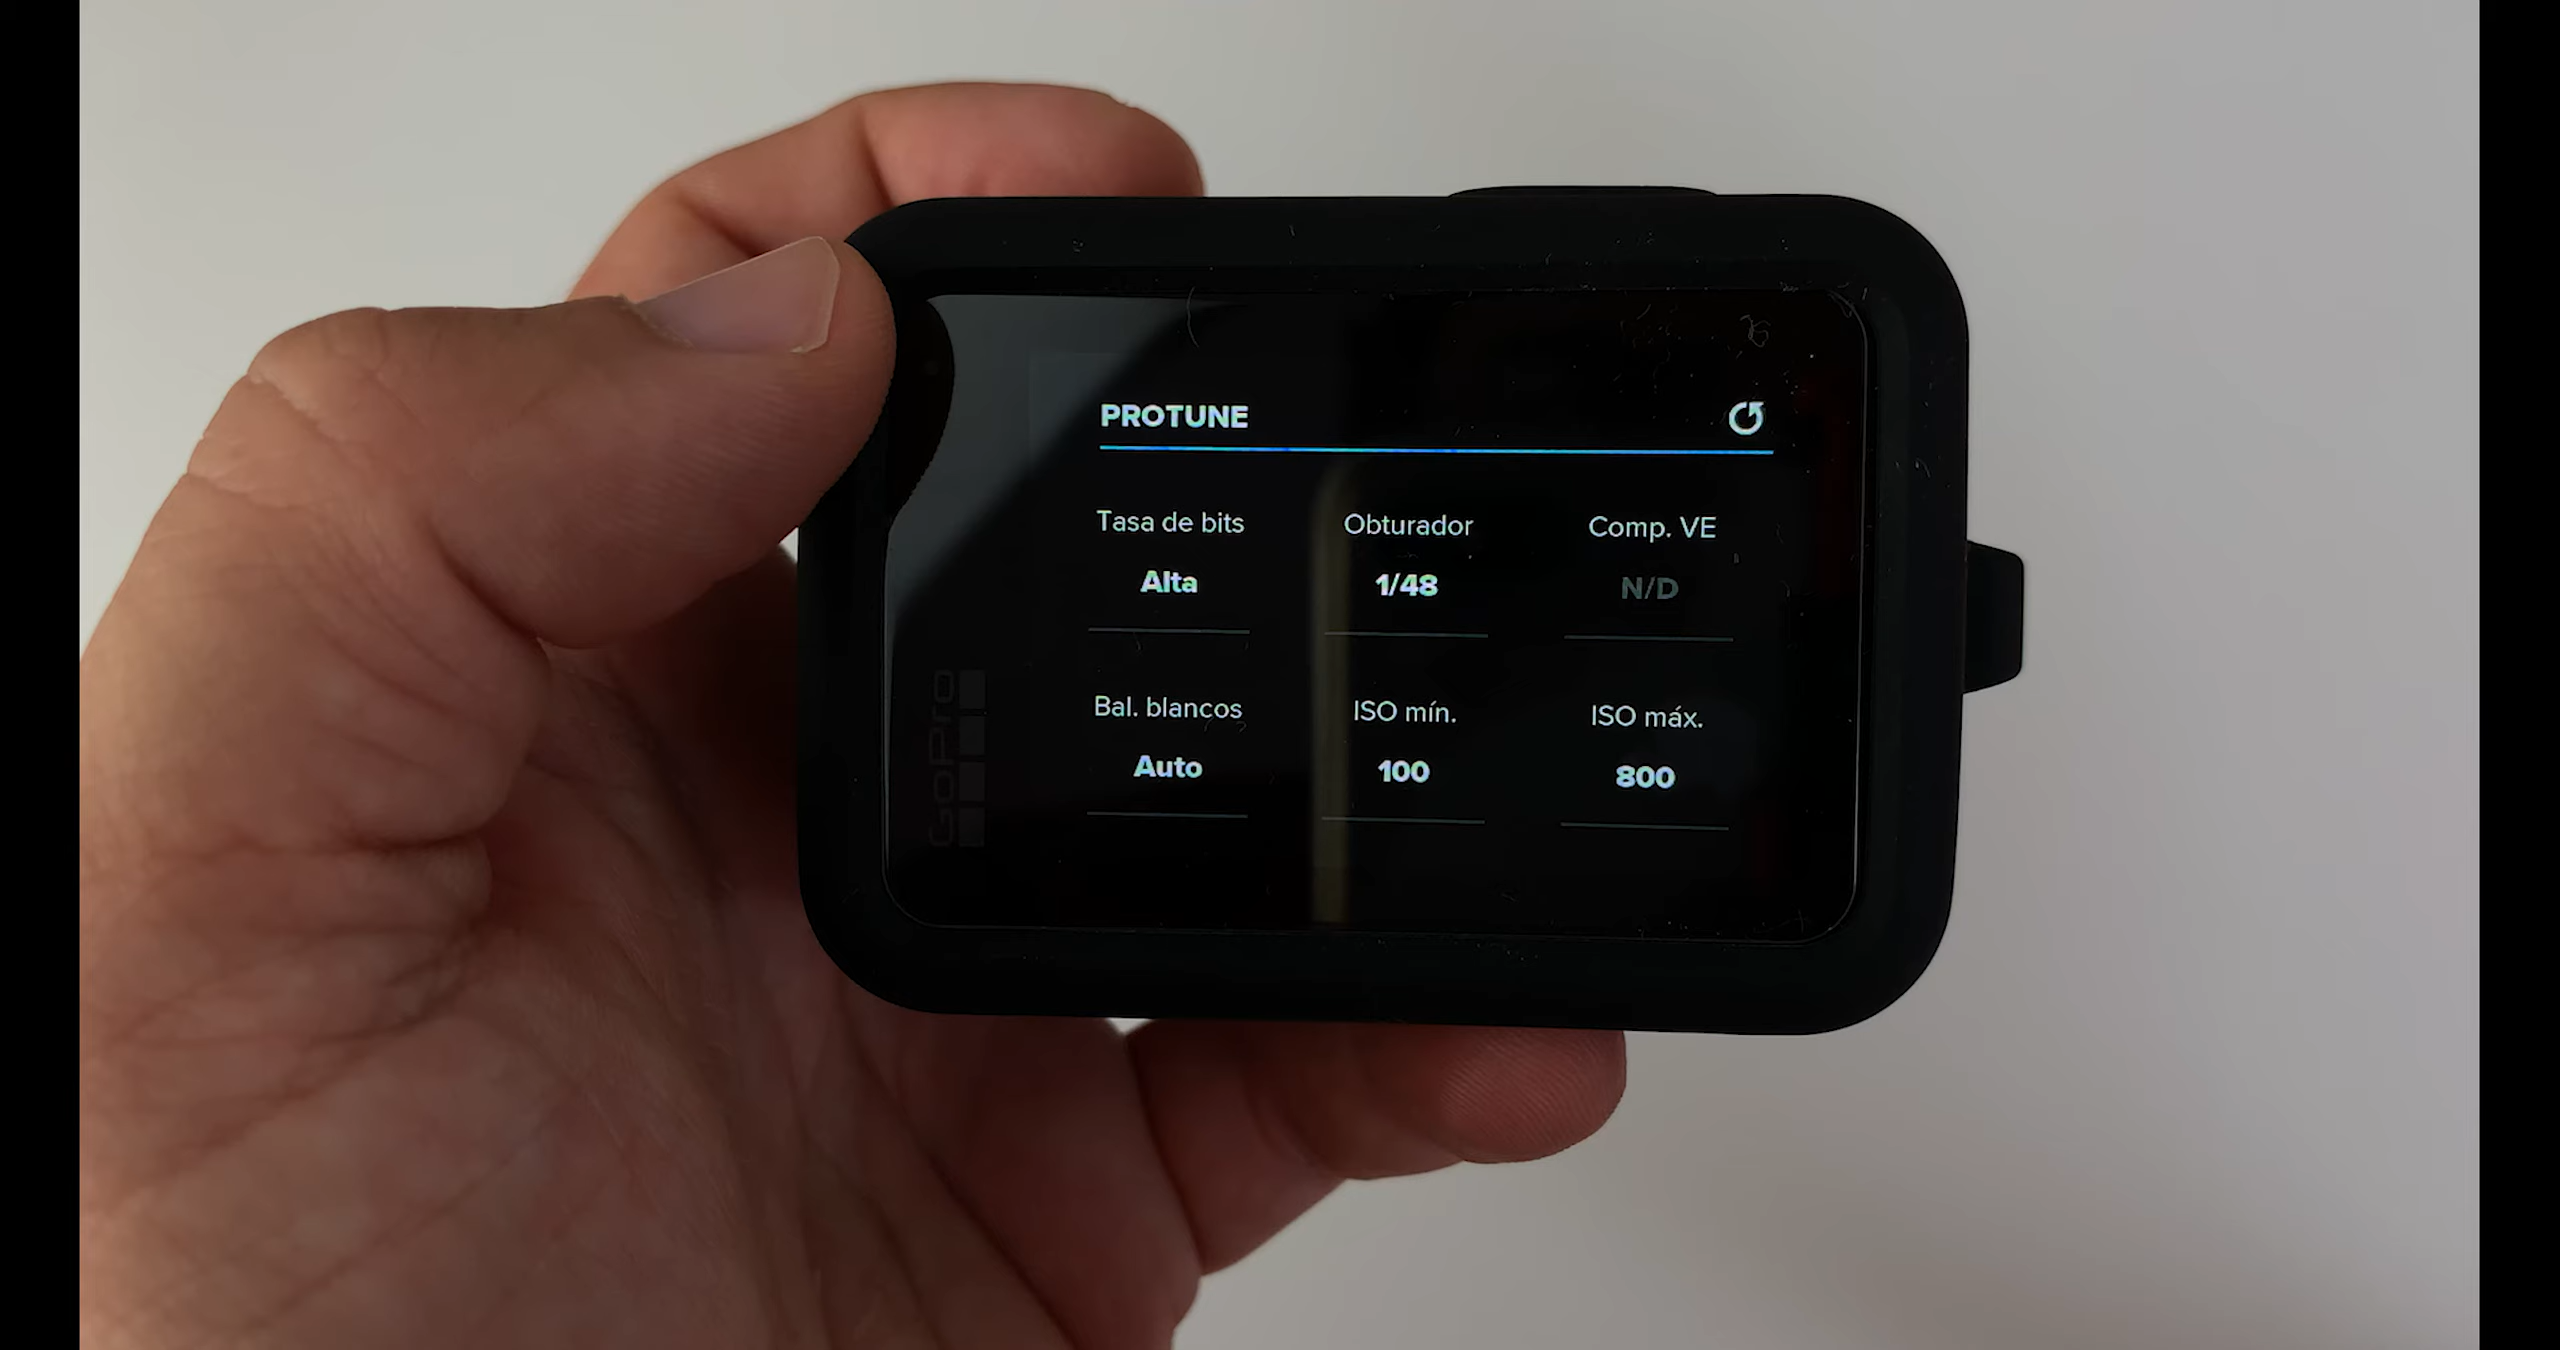 PROTUNE
Tasa de bits Obturador Comp. VE
Alta 1/48 N/D
Bal. blancos ISO mín. ISO máx.
Auto 100 800
GoPro